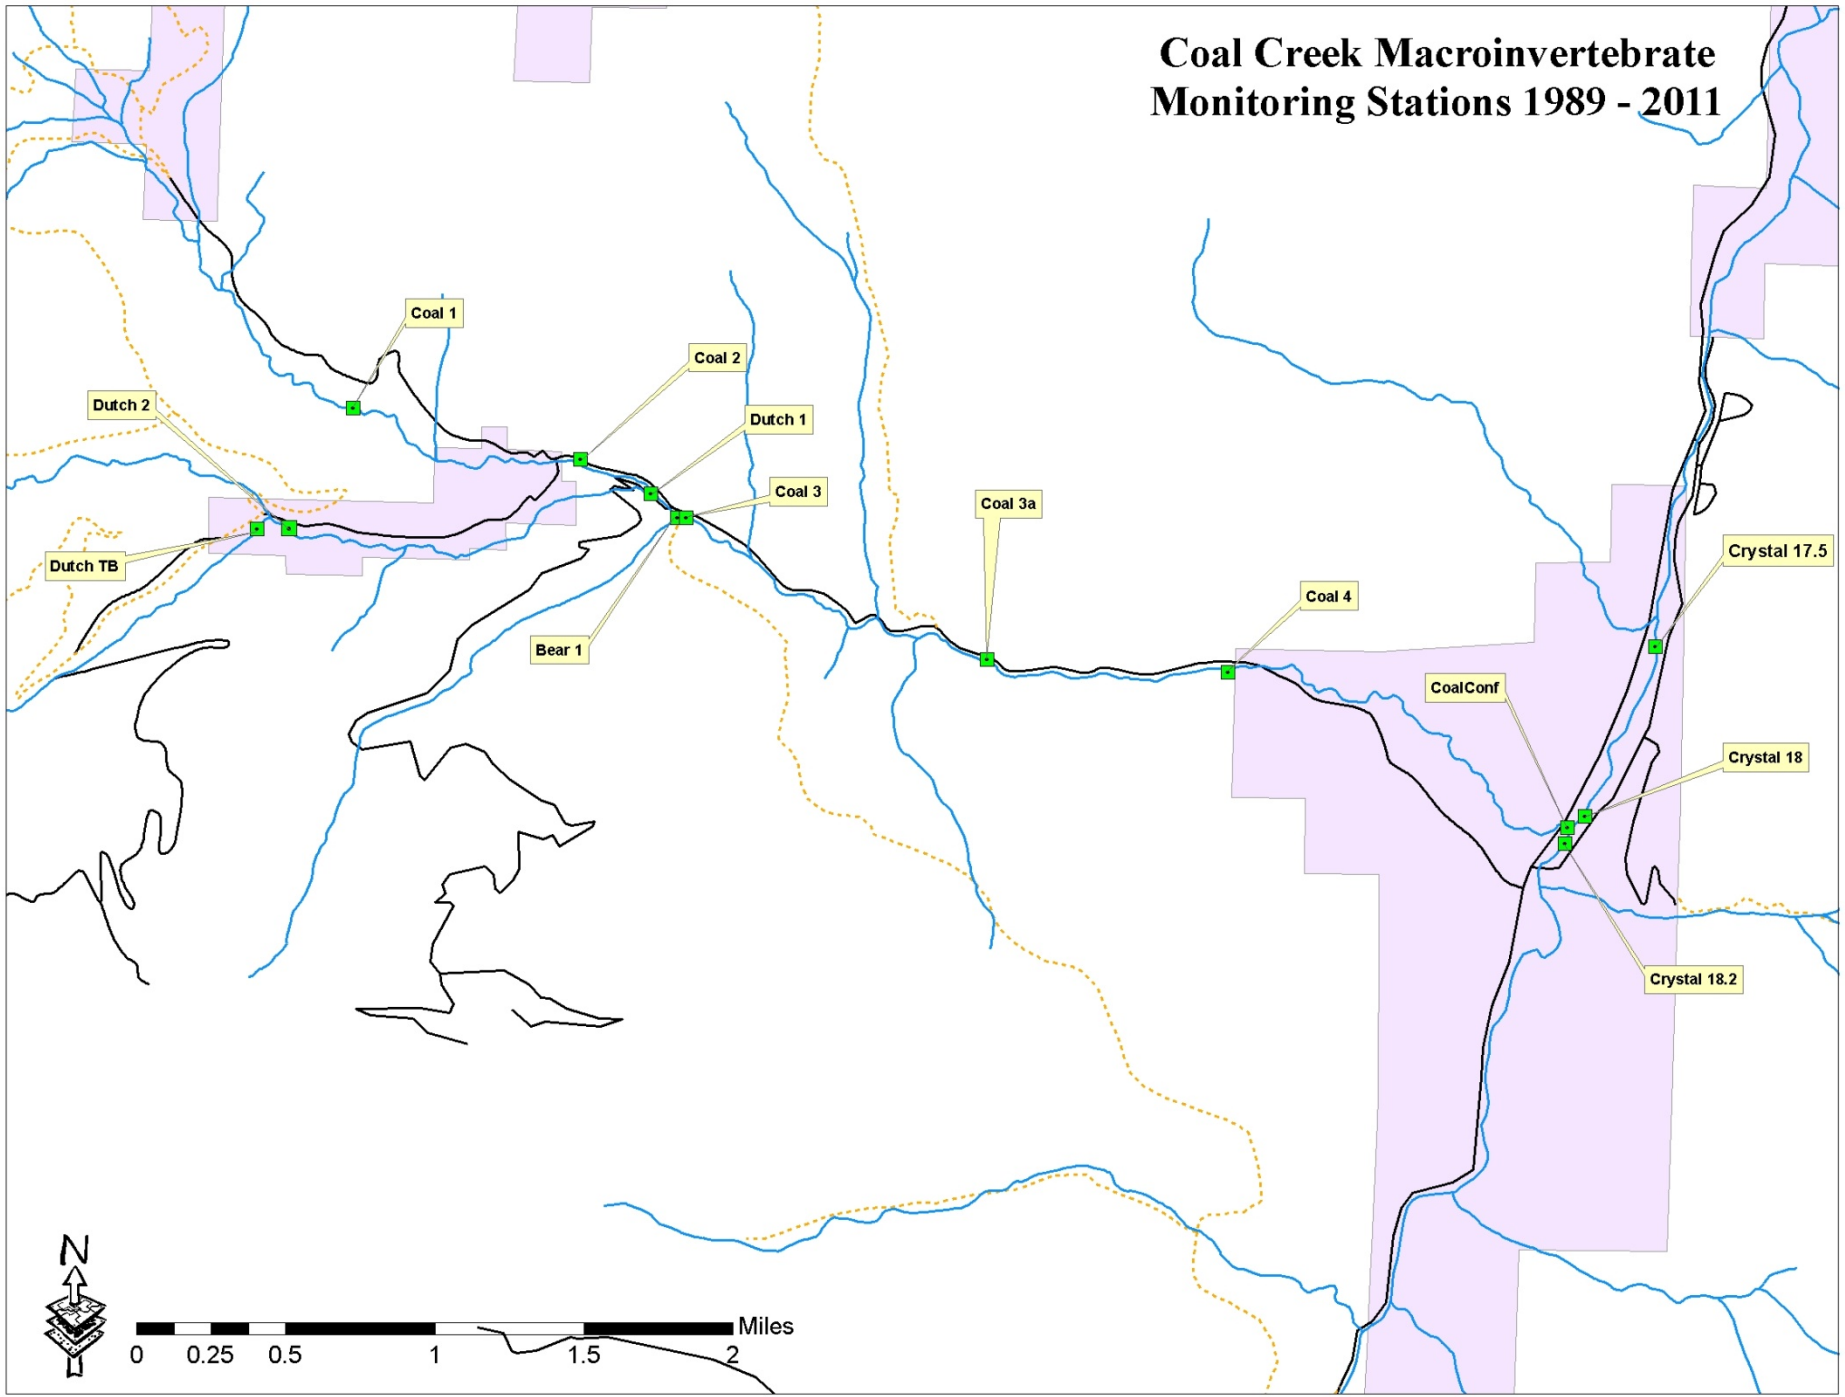 Coal Creek Macroinvertebrate
Monitoring Stations 1989 - 2011
Coal 1
Coal 2
Dutch 2
Dutch 1
Coal 3
Coal 3a
Crystal 17.5
Dutch TB
Coal 4
Bear 1
CoalConf
Crystal 18
Crystal 18.2
N
Miles
0 0.25 0.5 1 1.5 2